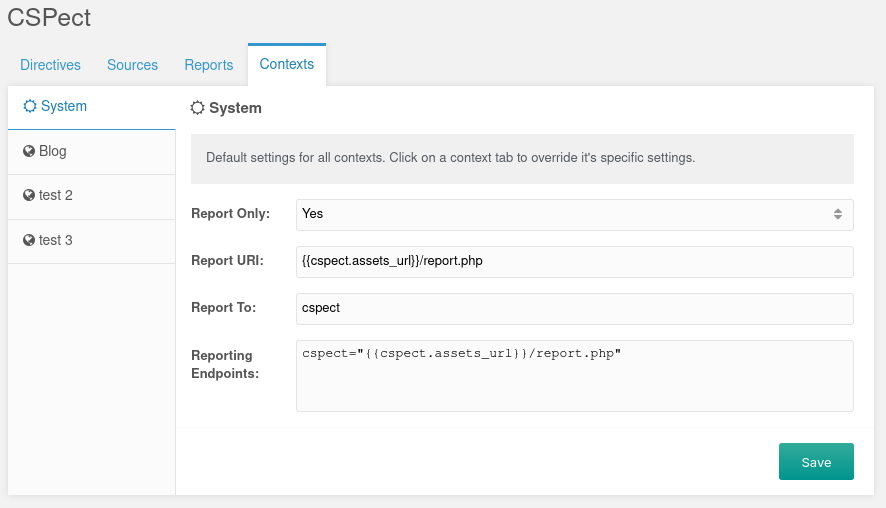 CSPect
Directives Sources Reports Contexts
System
Blog
test 2
test 3
System
Default settings for all contexts. Click on a context tab to override it's specific settings.
Report Only: Yes
Report URI: {{cspect.assets_url}}/report.php
Report To: cspect
Reporting
Endpoints:
cspect="{{cspect.assets_url}}/report.php"
Save